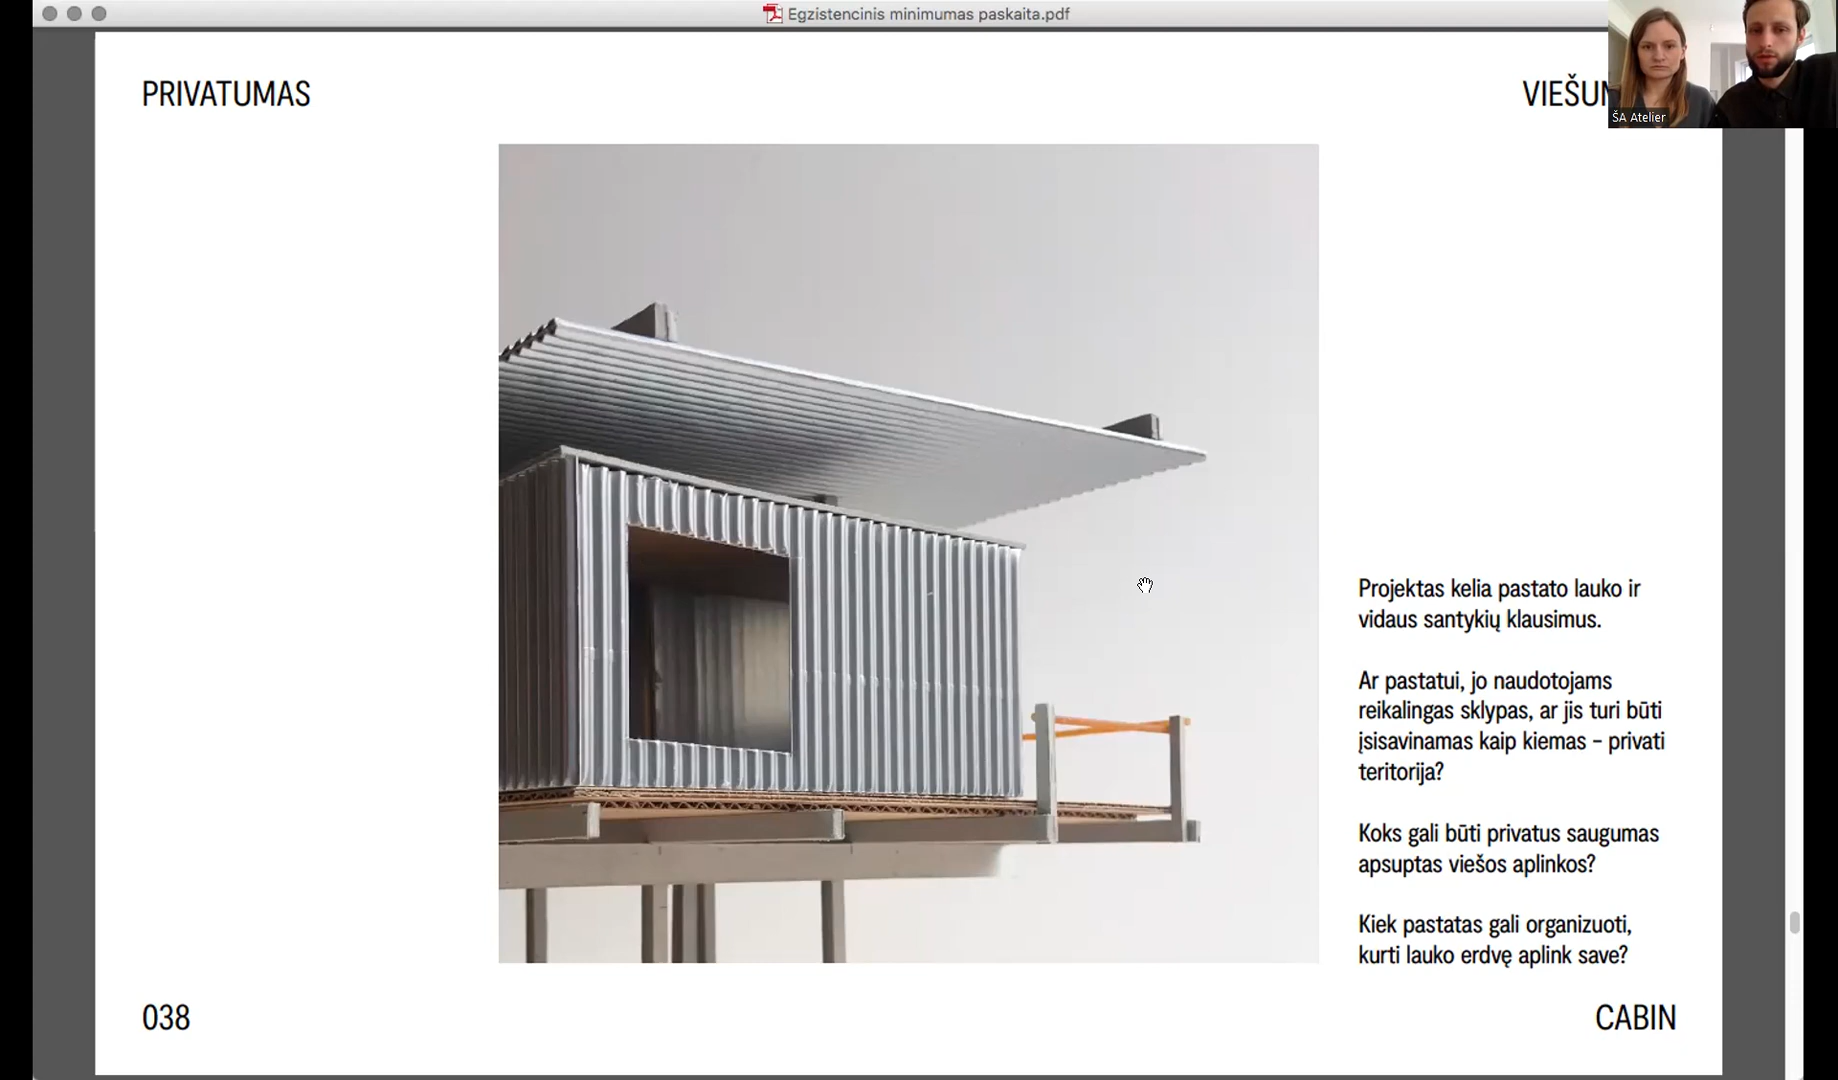 Egzistencinis minimumas paskaita.pdf
PRIVATUMAS
ŠA Atelier
Projektas kelia pastato lauko ir
vidaus santykių klausimus.
Ar pastatui, jo naudotojams
reikalingas sklypas, ar jis turi būti
įsisavinamas kaip kiemas – privati
teritorija?
Koks gali būti privatus saugumas
apsuptas viešos aplinkos?
Kiek pastatas gali organizuoti,
kurti lauko erdvę aplink save?
038
CABIN